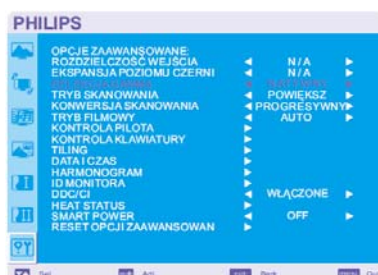 PHILIPS
OPCJE ZAAWANSOWANE:
ROZDZIELCZOŚĆ WEJŚCIA N/A
EKSPANSJA POZIOMU CZERNI N/A
TRYB SKANOWANIA POWIĘKSZ
KONWERSJA SKANOWANIA PROGRESYWNY
TRYB FILMOWY AUTO
KONTROLA PILOTA
KONTROLA KLAWIATURY
TILING
DATA I CZAS
HARMONOGRAM
ID MONITORA
DDC/CI WŁĄCZONE
HEAT STATUS
SMART POWER OFF
RESET OPCJI ZAAWANSOWAN